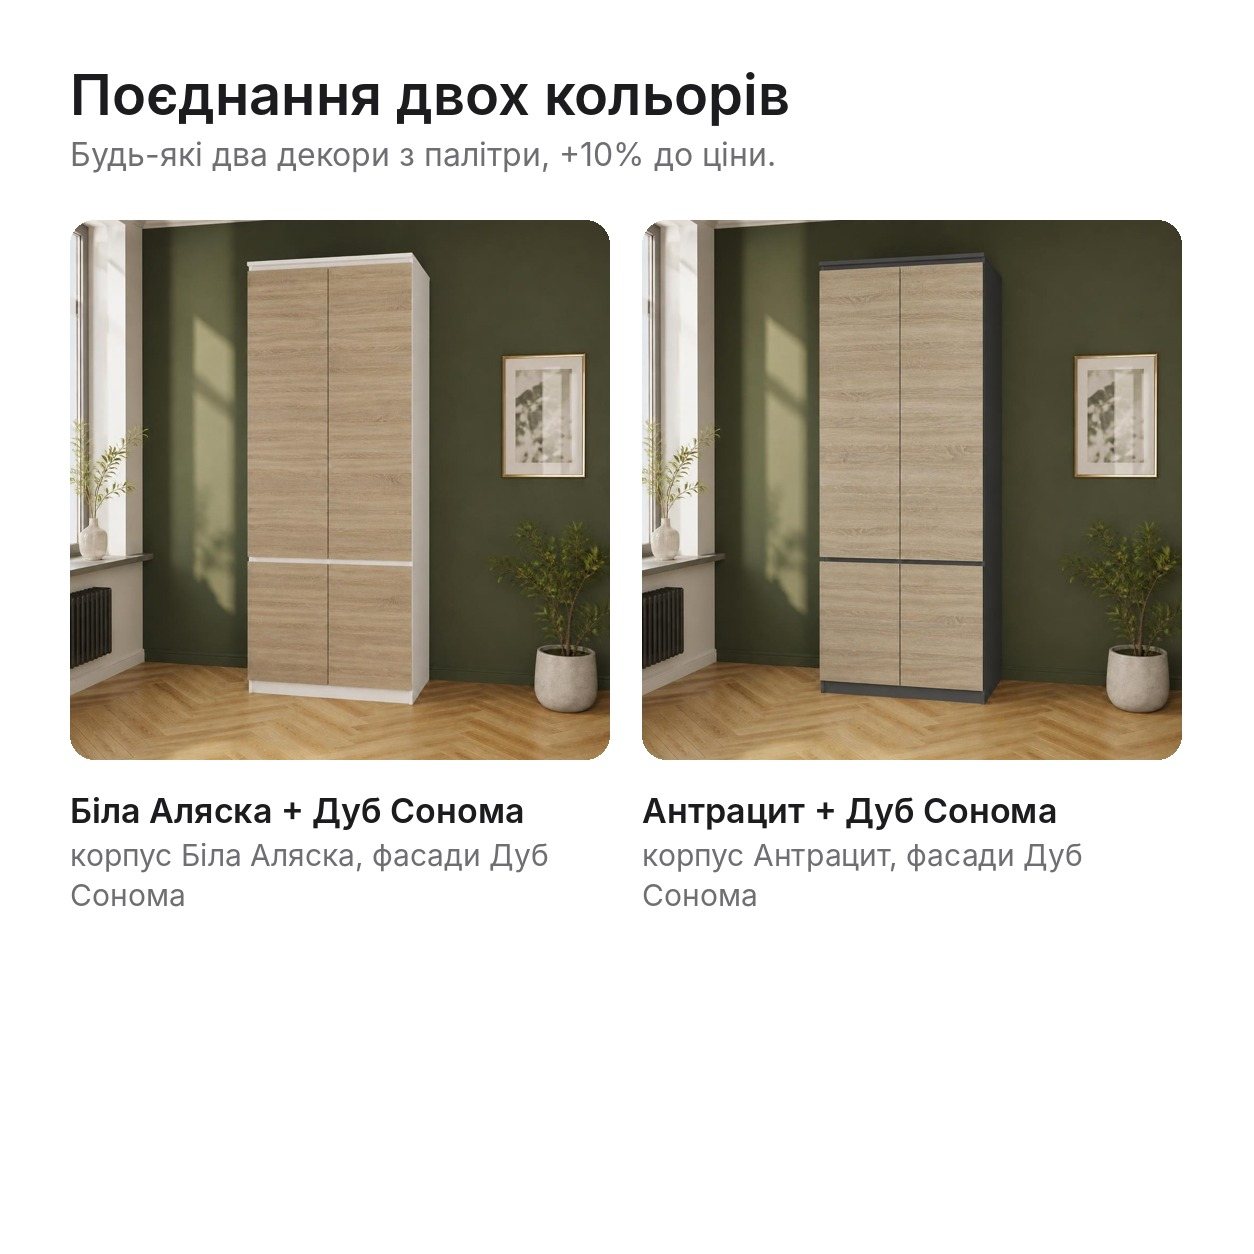 Поєднання двох кольорів
Будь-які два декори з палітри, +10% до ціни.
Біла Аляска + Дуб Сонома
корпус Біла Аляска, фасади Дуб
Сонома
Антрацит + Дуб Сонома
корпус Антрацит, фасади Дуб
Сонома